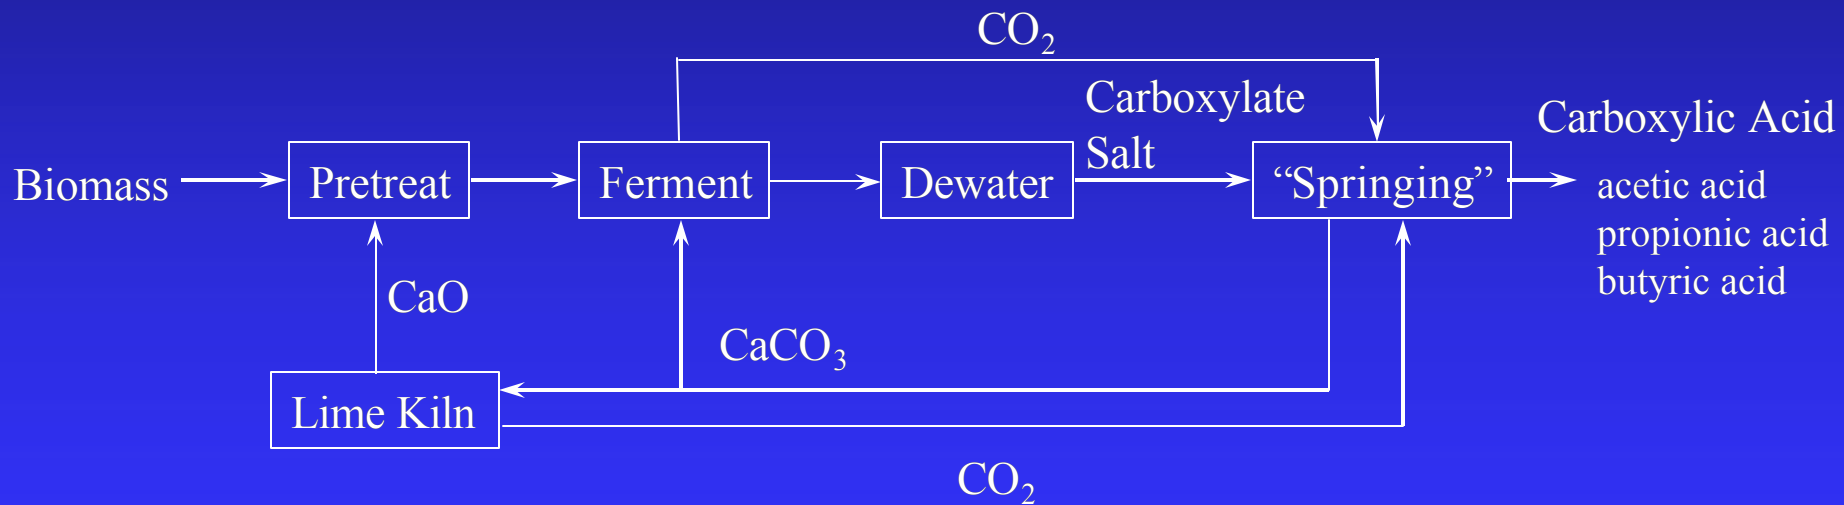 CO₂
Carboxylate
Salt
Carboxylic Acid
Biomass
Pretreat
Ferment
Dewater
“Springing”
acetic acid
propionic acid
butyric acid
CaO
CaCO₃
Lime Kiln
CO₂